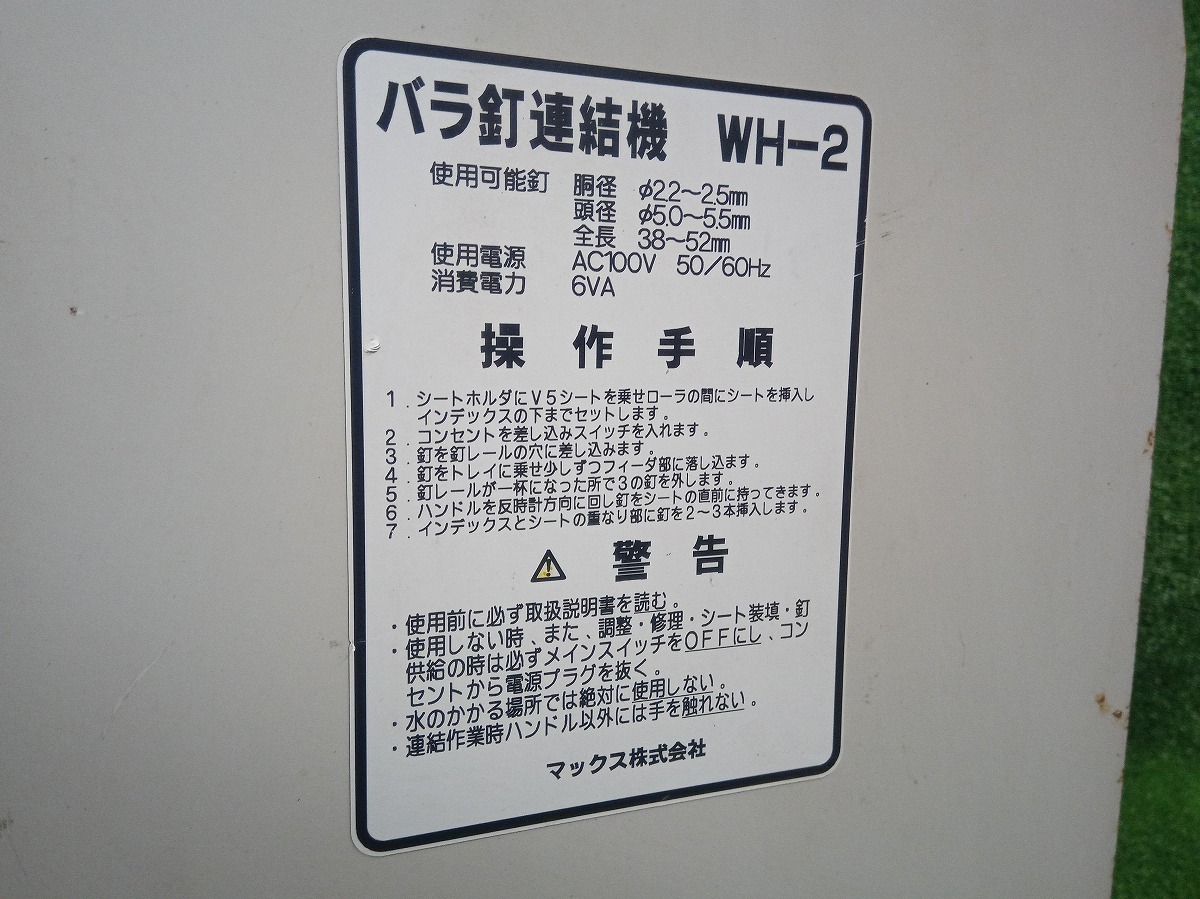 バラ釘連結機 WH-2
使用可能釘 胴径 φ2.2～2.5mm
頭径 φ5.0～5.5mm
全長 38～52mm
使用電源 AC100V 50/60Hz
消費電力 6VA
操作手順
1. シートホルダにV5シートを乗せローラの間にシートを挿入し
インデックスの下までセットします。
2. コンセントを差し込みスイッチを入れます。
3. 釘を釘レールの穴に差し込みます。
4. 釘をトレイに乗せ少しずつフィーダ部に落し込ます。
5. 釘レールが一杯になった所で3の釘を外します。
6. ハンドルを反時計方向に回し釘をシートの直前に持ってきます。
7. インデックスとシートの重なり部に釘を2～3本挿入します。
⚠ 警告
・使用前に必ず取扱説明書を読む。
・使用しない時、また、調整・修理・シート装填・釘
供給の時は必ずメインスイッチをOFFにし、コン
セントから電源プラグを抜く。
・水のかかる場所では絶対に使用しない。
・連結作業時ハンドル以外には手を触れない。
マックス株式会社